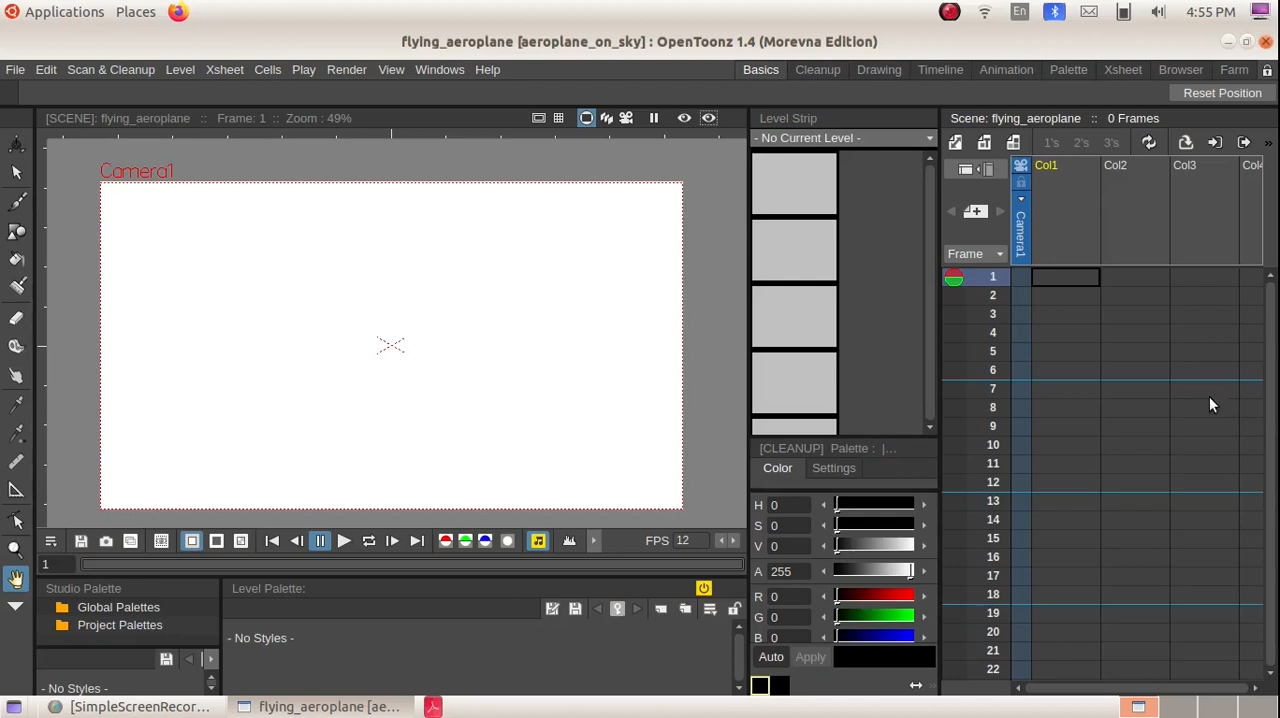 Applications Places En 4:55 PM
flying_aeroplane [aeroplane_on_sky] : OpenToonz 1.4 (Morevna Edition)
File Edit Scan & Cleanup Level Xsheet Cells Play Render View Windows Help Basics Cleanup Drawing Timeline Animation Palette Xsheet Browser Farm
Reset Position
[SCENE]: flying_aeroplane :: Frame: 1 :: Zoom : 49% Level Strip Scene: flying_aeroplane :: 0 Frames
- No Current Level - 1's 2's 3's »
Camera1 Col1 Col2 Col3 Col4
Camera1
Frame
1
2
3
4
5
6
7
8
9
10
11
12
13
14
15
16
17
18
19
20
21
22
[CLEANUP] Palette : |...
Color Settings
H 0
S 0
V 0
A 255
R 0
G 0
B 0
Auto Apply
FPS 12
1
Studio Palette Level Palette:
Global Palettes
Project Palettes
- No Styles -
- No Styles -
[SimpleScreenRecor... flying_aeroplane [ae...